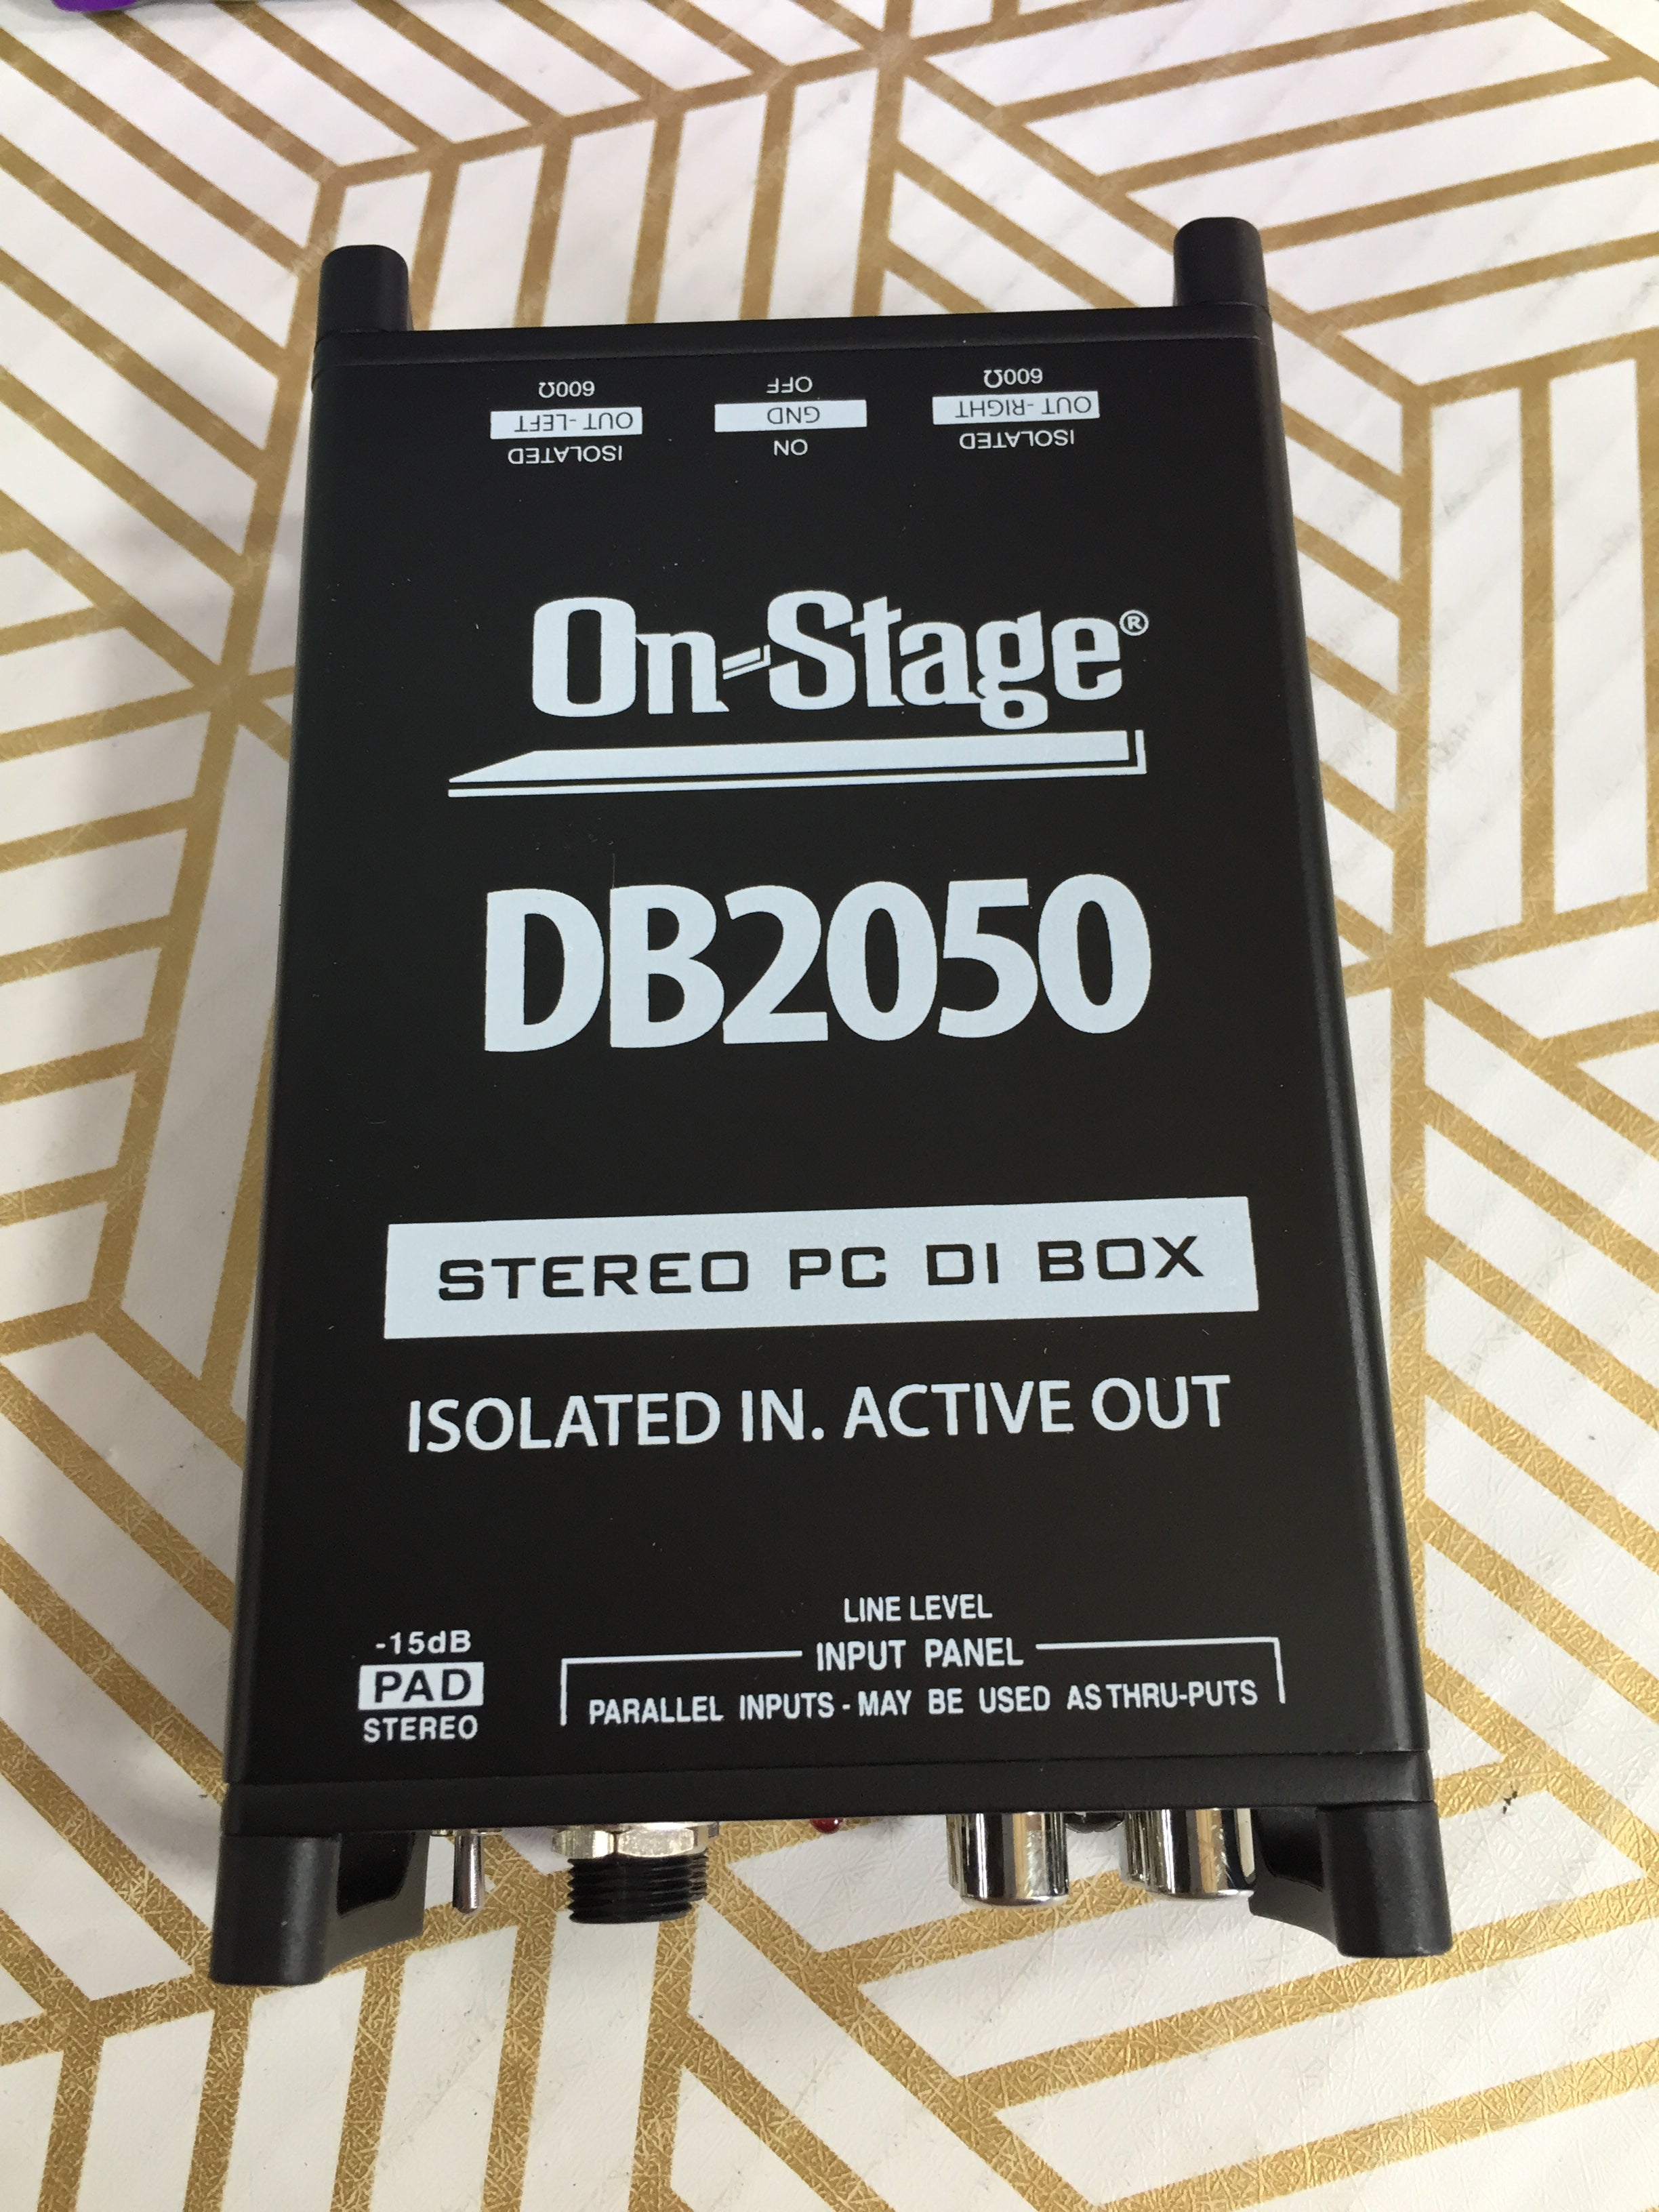 600Ω
OUT-LEFT
ISOLATED
OFF
GND
ON
600Ω
OUT-RIGHT
ISOLATED
On-Stage®
DB2050
STEREO PC DI BOX
ISOLATED IN. ACTIVE OUT
-15dB
PAD
STEREO
LINE LEVEL
INPUT PANEL
PARALLEL INPUTS - MAY BE USED AS THRU-PUTS